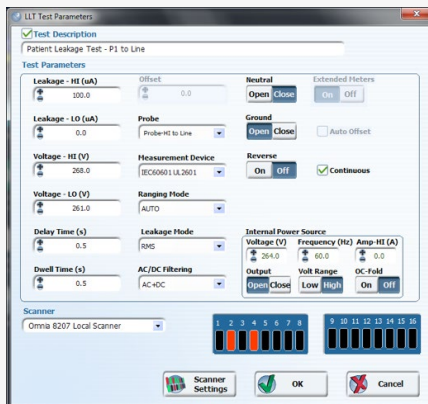 LLT Test Parameters
Test Description
Patient Leakage Test - P1 to Line
Test Parameters
Leakage - HI (uA) Offset Neutral Extended Meters
100.0 0.0 Open Close On Off
Leakage - LO (uA) Probe Ground
0.0 Probe-HI to Line Open Close Auto Offset
Voltage - HI (V) Measurement Device Reverse
268.0 IEC60601 UL2601 On Off Continuous
Voltage - LO (V) Ranging Mode
261.0 AUTO
Delay Time (s) Leakage Mode Internal Power Source
0.5 RMS Voltage (V) Frequency (Hz) Amp-HI (A)
264.0 60.0 0.0
Dwell Time (s) AC/DC Filtering Output Volt Range OC-Fold
0.5 AC+DC Open Close Low High On Off
Scanner
Omnia 8207 Local Scanner
1 2 3 4 5 6 7 8 9 10 11 12 13 14 15 16
Scanner Settings OK Cancel